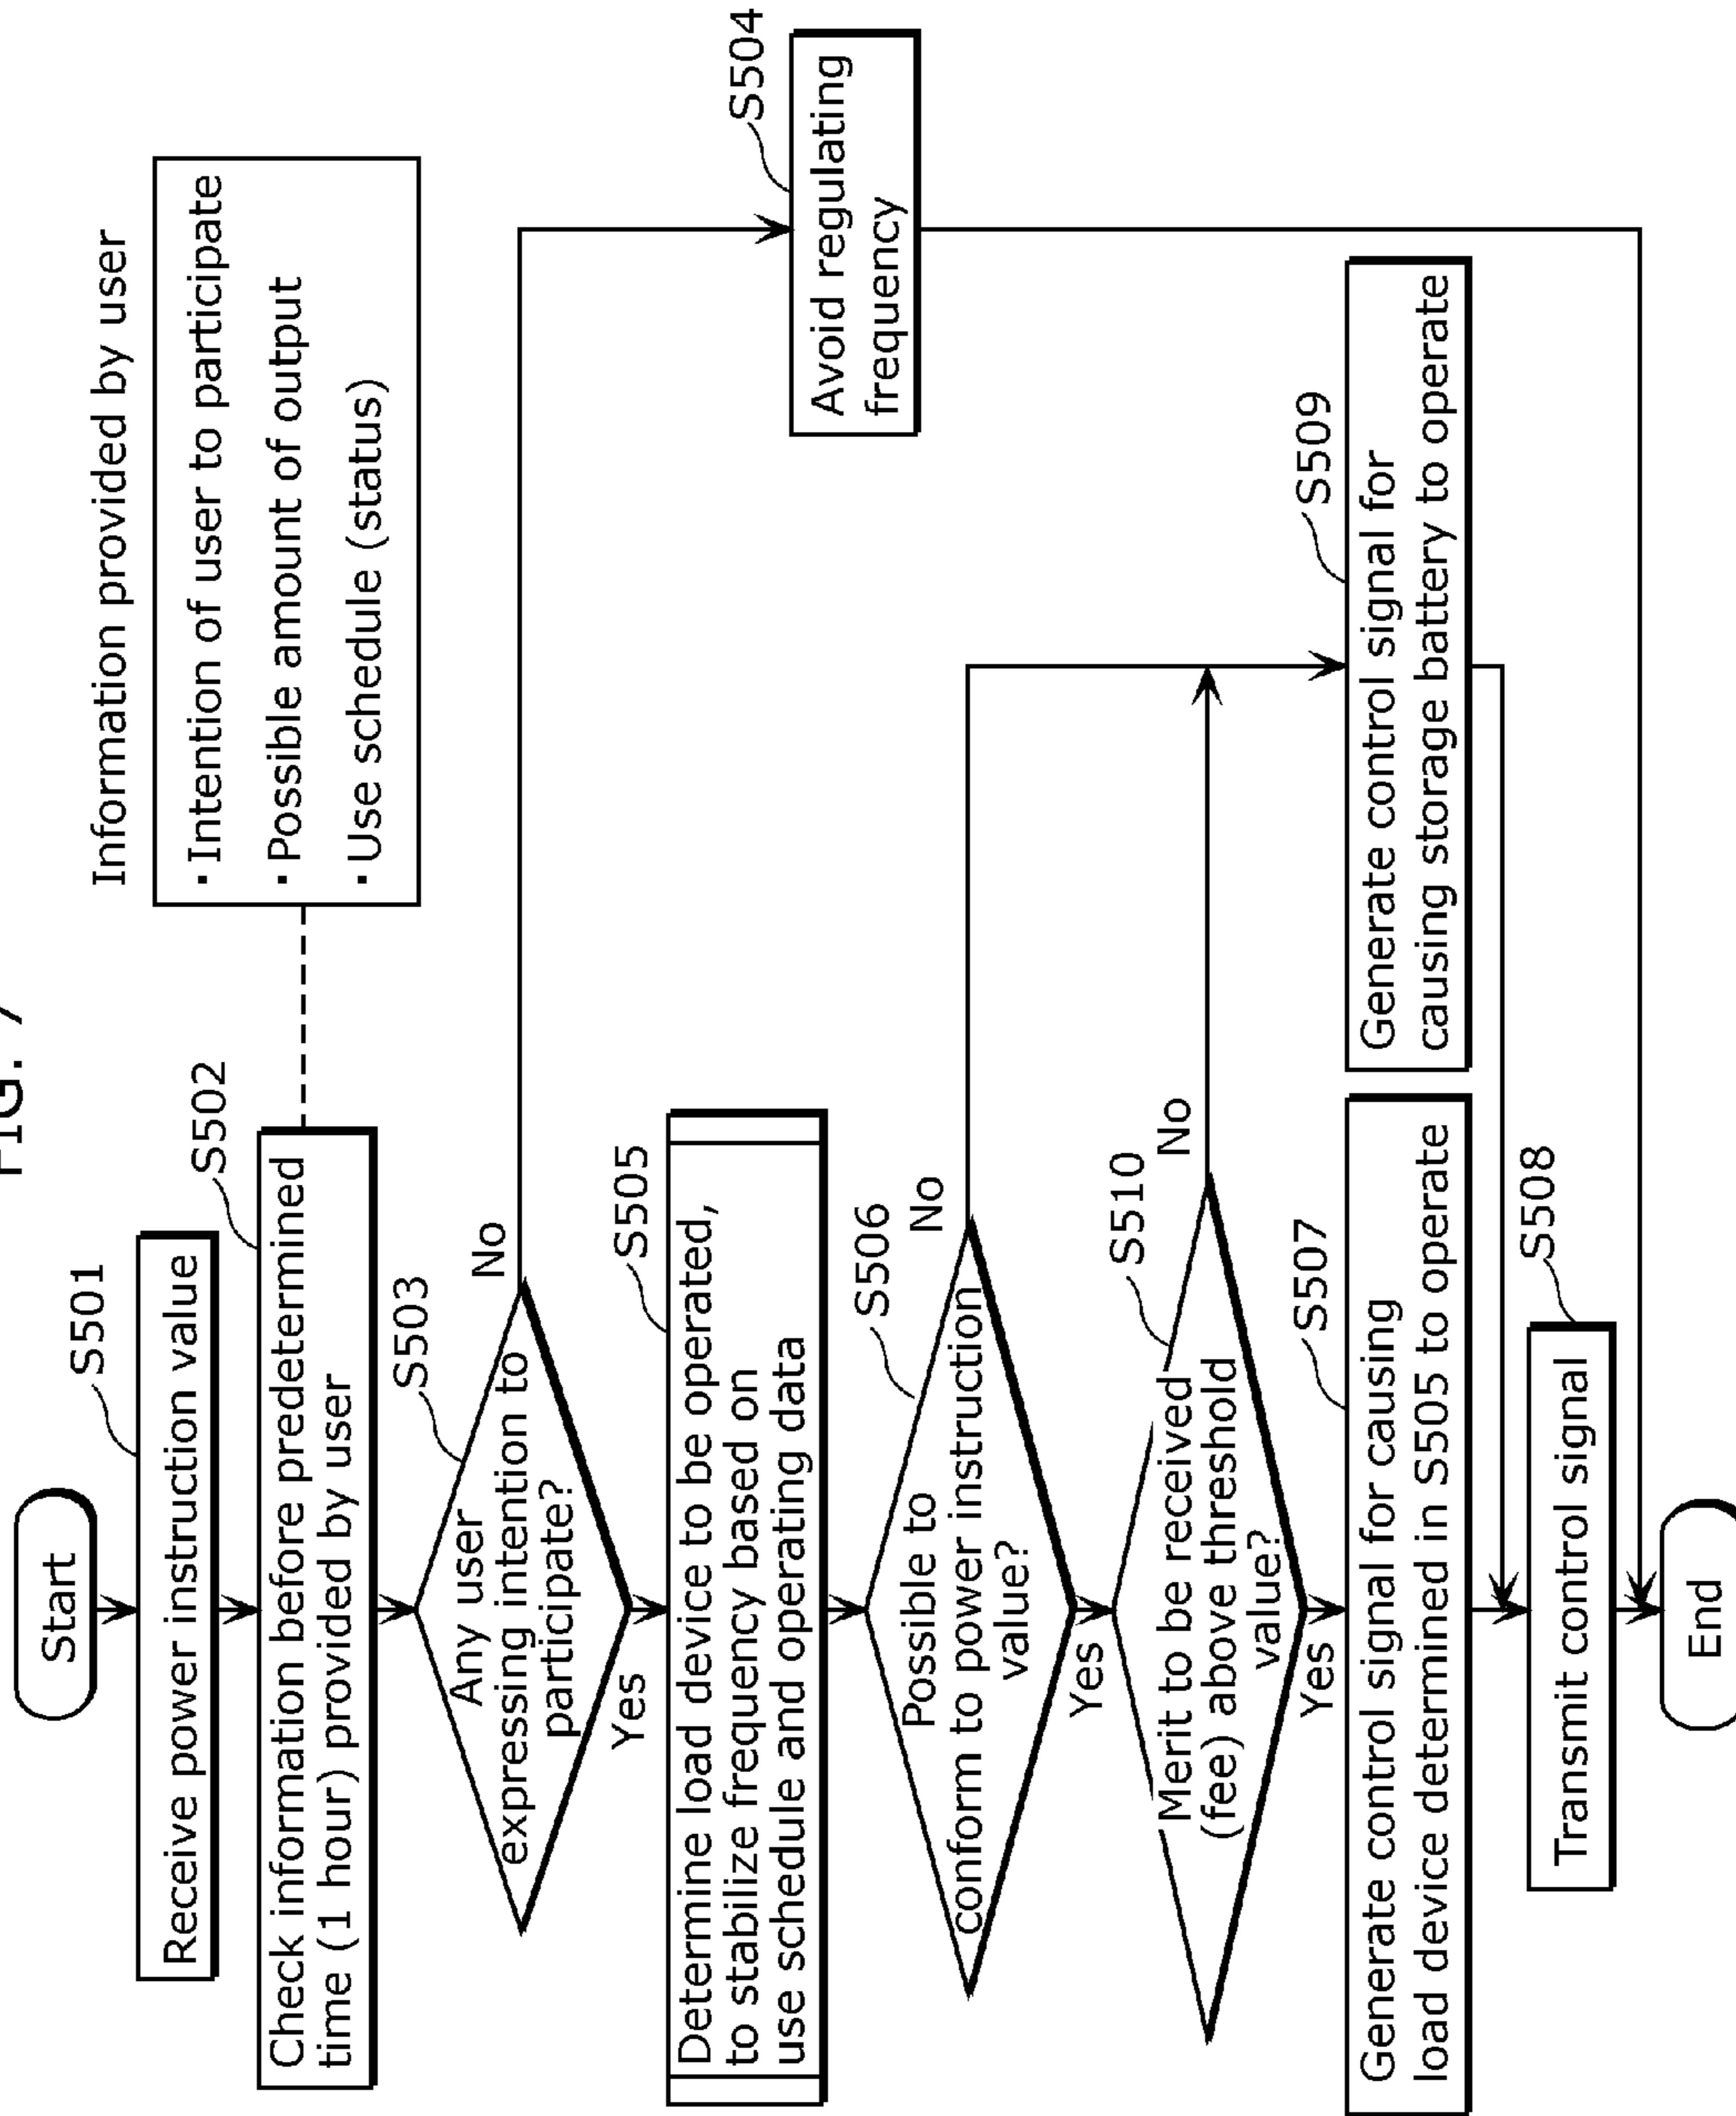 FIG. 7
Start
S501
Receive power instruction value
S502
Check information before predetermined
time (1 hour) provided by user
Information provided by user
・Intention of user to participate
・Possible amount of output
・Use schedule (status)
S503
Any user
expressing intention to
participate?
No
Yes
S504
Avoid regulating
frequency
S505
Determine load device to be operated,
to stabilize frequency based on
use schedule and operating data
S506
Possible to
conform to power instruction
value?
No
Yes
S510
Merit to be received
(fee) above threshold
value?
No
Yes
S507
Generate control signal for causing
load device determined in S505 to operate
S509
Generate control signal for
causing storage battery to operate
S508
Transmit control signal
End